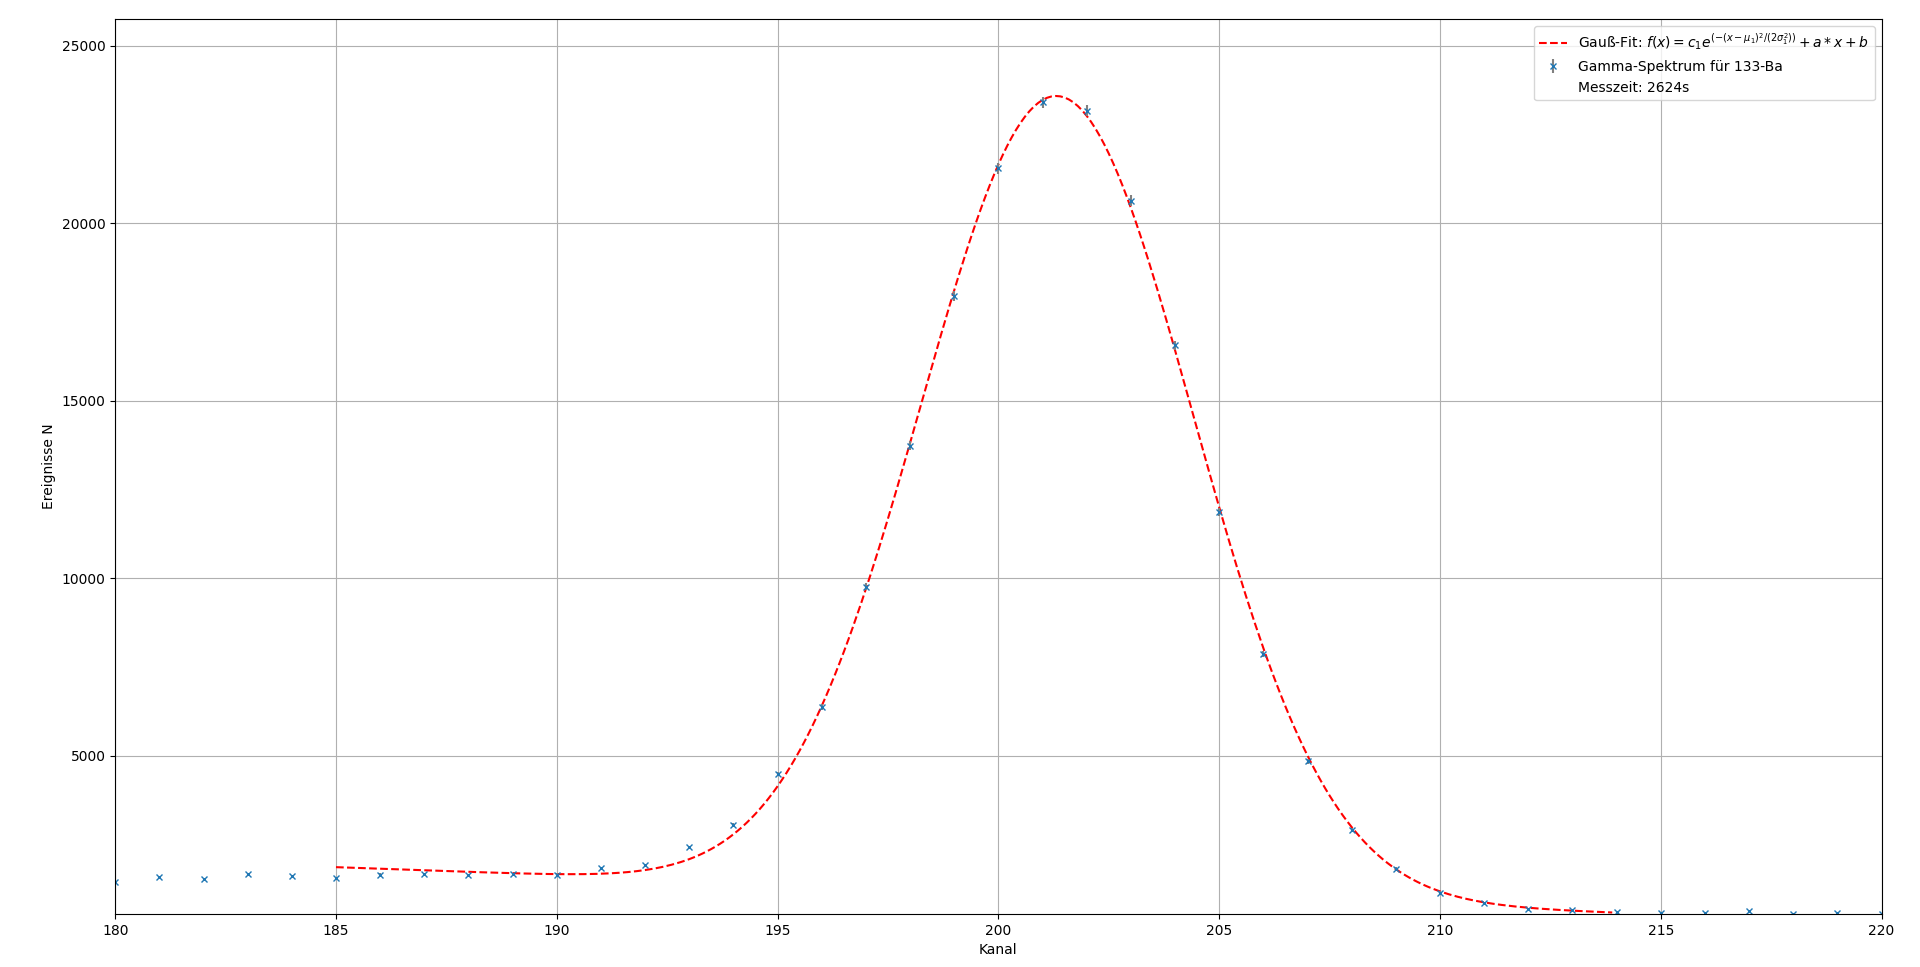 25000
20000
15000
10000
5000
Ereignisse N
180 185 190 195 200 205 210 215 220
Kanal
Gauß-Fit: f(x) = c₁e^{(−(x−μ₁)²/(2σ₁²))} + a * x + b
Gamma-Spektrum für 133-Ba
Messzeit: 2624s